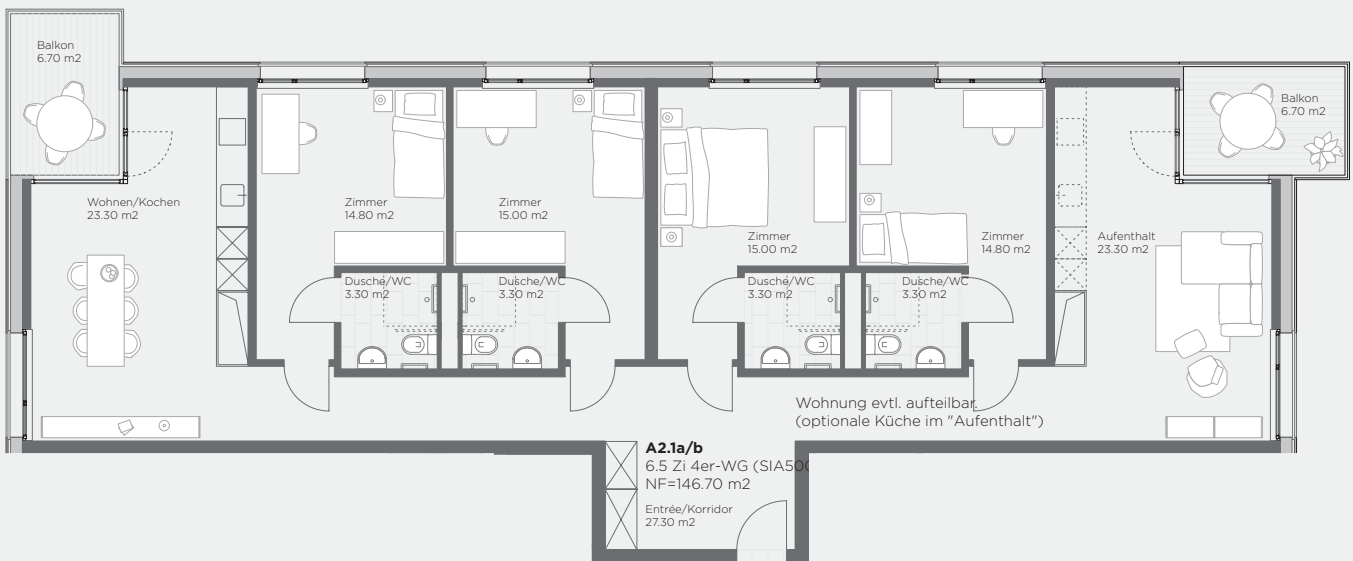 Balkon
6.70 m2
Balkon
6.70 m2
Wohnen/Kochen
23.30 m2
Zimmer
14.80 m2
Zimmer
15.00 m2
Zimmer
15.00 m2
Zimmer
14.80 m2
Aufenthalt
23.30 m2
Dusche/WC
3.30 m2
Dusche/WC
3.30 m2
Dusche/WC
3.30 m2
Dusche/WC
3.30 m2
Wohnung evtl. aufteilbar.
(optionale Küche im "Aufenthalt")
A2.1a/b
6.5 Zi 4er-WG (SIA500
NF=146.70 m2
Entrée/Korridor
27.30 m2